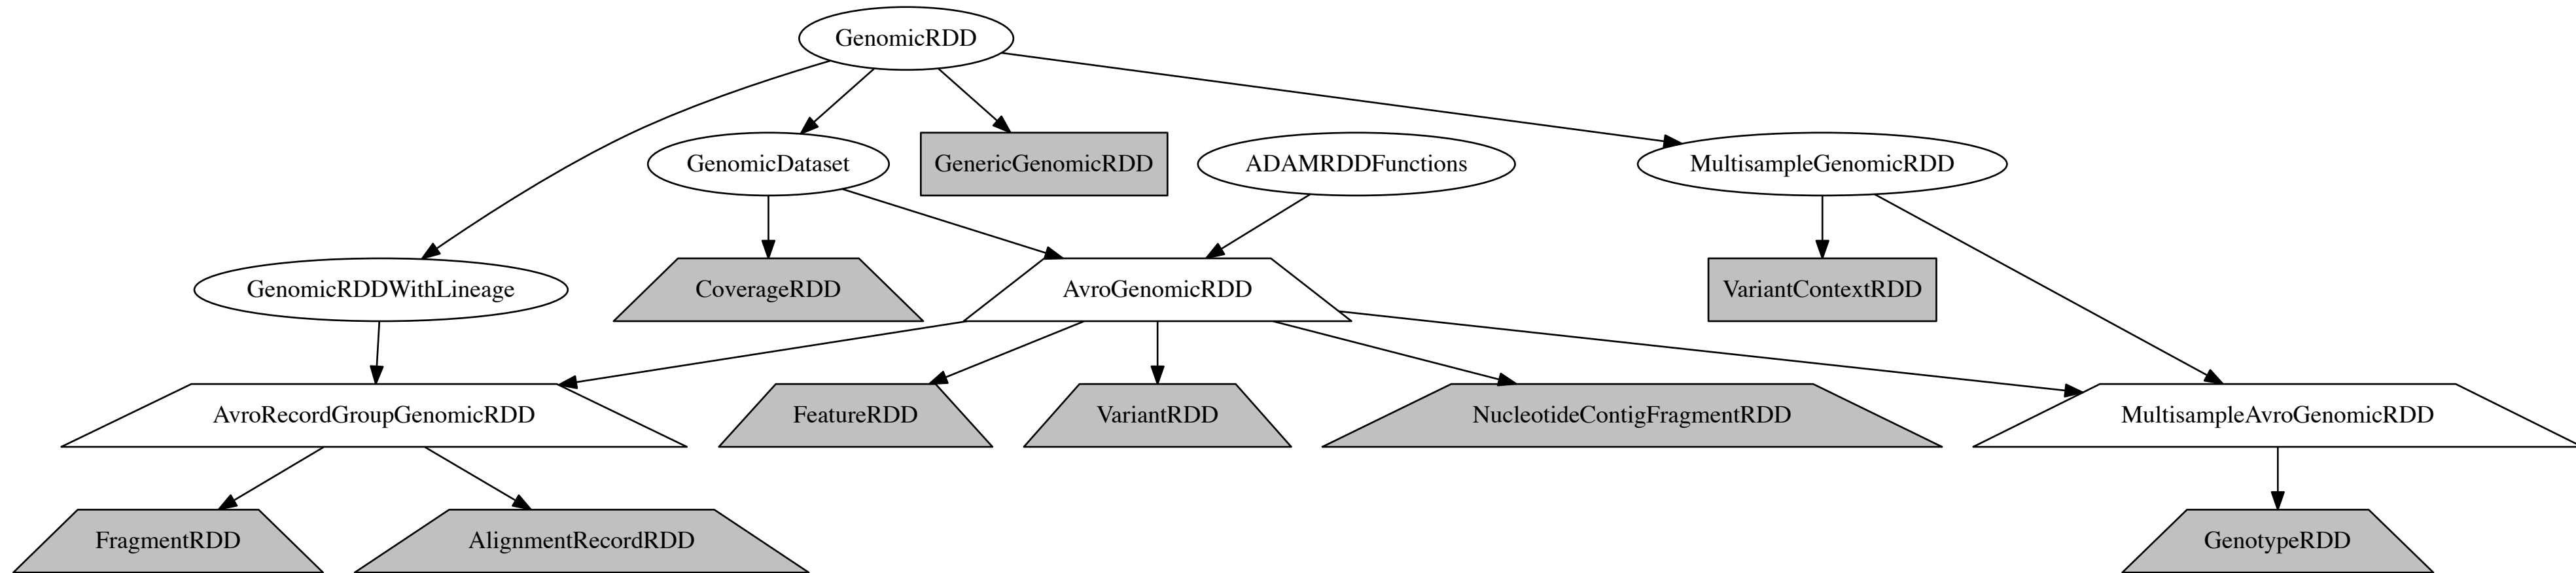 GenomicRDD
GenomicDataset
GenericGenomicRDD
ADAMRDDFunctions
MultisampleGenomicRDD
GenomicRDDWithLineage
CoverageRDD
AvroGenomicRDD
VariantContextRDD
AvroRecordGroupGenomicRDD
FeatureRDD
VariantRDD
NucleotideContigFragmentRDD
MultisampleAvroGenomicRDD
FragmentRDD
AlignmentRecordRDD
GenotypeRDD